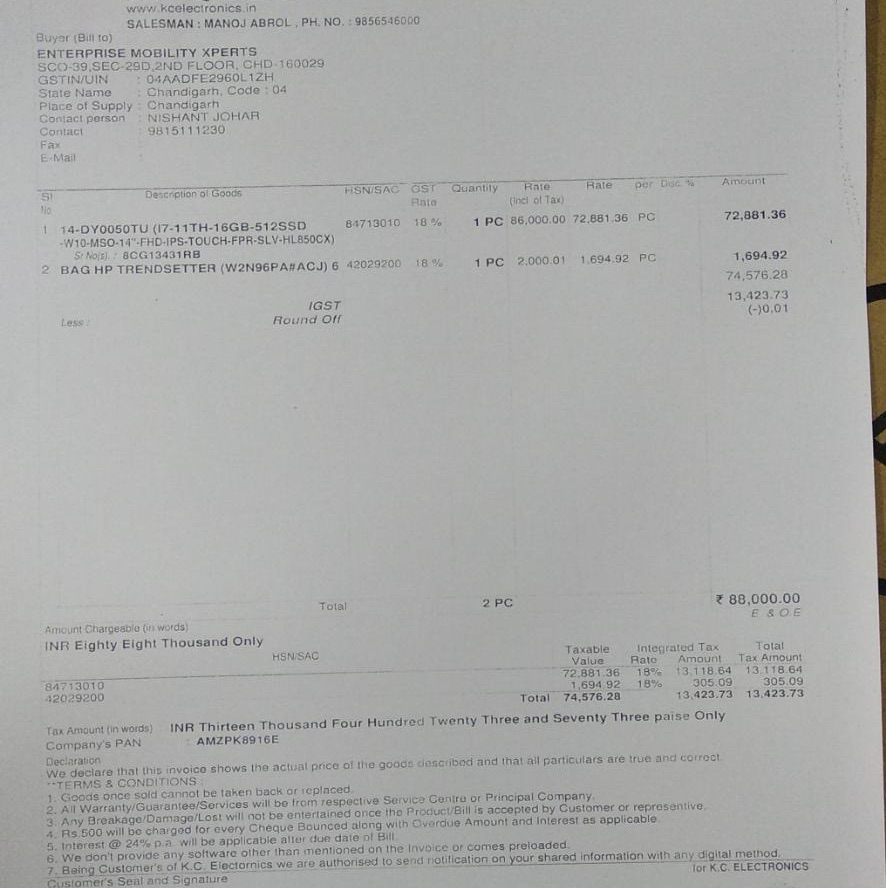 www.kcelectronics.in
SALESMAN : MANOJ ABROL , PH. NO. : 9856546000
Buyer (Bill to)
ENTERPRISE MOBILITY XPERTS
SCO-39,SEC-29D,2ND FLOOR, CHD-160029
GSTIN/UIN : 04AADFE2960L1ZH
State Name : Chandigarh, Code : 04
Place of Supply : Chandigarh
Contact person : NISHANT JOHAR
Contact : 9815111230
Fax :
E-Mail :
Sl No Description of Goods HSN/SAC GST Rate Quantity Rate (Incl. of Tax) Rate per Disc. % Amount
1 14-DY0050TU (I7-11TH-16GB-512SSD 84713010 18 % 1 PC 86,000.00 72,881.36 PC 72,881.36
-W10-MSO-14"-FHD-IPS-TOUCH-FPR-SLV-HL850CX)
Sr No(s). : 8CG13431RB
2 BAG HP TRENDSETTER (W2N96PA#ACJ) 6 42029200 18 % 1 PC 2,000.01 1,694.92 PC 1,694.92
74,576.28
IGST 13,423.73
Less : Round Off (-)0.01
Total 2 PC ₹ 88,000.00
E & O.E
Amount Chargeable (in words)
INR Eighty Eight Thousand Only
HSN/SAC Taxable Value Integrated Tax Rate Amount Total Tax Amount
84713010 72,881.36 18% 13,118.64 13,118.64
42029200 1,694.92 18% 305.09 305.09
Total 74,576.28 13,423.73 13,423.73
Tax Amount (in words) INR Thirteen Thousand Four Hundred Twenty Three and Seventy Three paise Only
Company's PAN : AMZPK8916E
Declaration
We declare that this invoice shows the actual price of the goods described and that all particulars are true and correct.
**TERMS & CONDITIONS :
1. Goods once sold cannot be taken back or replaced.
2. All Warranty/Guarantee/Services will be from respective Service Centre or Principal Company.
3. Any Breakage/Damage/Lost will not be entertained once the Product/Bill is accepted by Customer or representive.
4. Rs.500 will be charged for every Cheque Bounced along with Overdue Amount and Interest as applicable.
5. Interest @ 24% p.a. will be applicable after due date of Bill.
6. We don't provide any software other than mentioned on the Invoice or comes preloaded.
7. Being Customer's of K.C. Electornics we are authorised to send notification on your shared information with any digital method.
Customer's Seal and Signature for K.C. ELECTRONICS